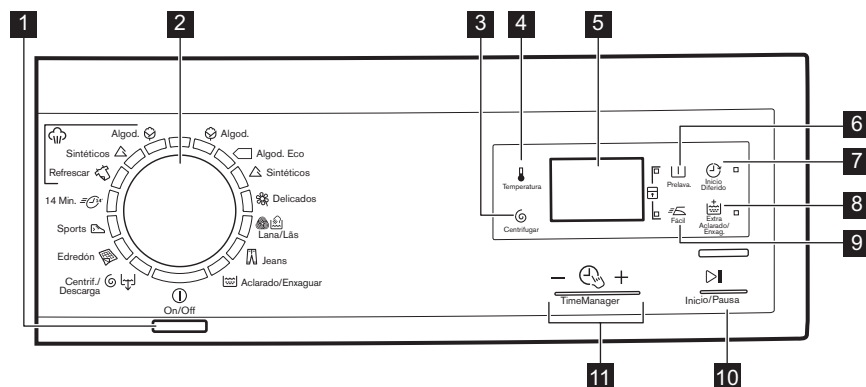 1
2
3
4
5
6
7
8
9
10
11
Algod.
Sintéticos
Refrescar
14 Min.
Sports
Edredón
Centrif./
Descarga
On/Off
Algod.
Algod. Eco
Sintéticos
Delicados
Lana/Lãs
Jeans
Aclarado/Enxaguar
Temperatura
Centrifugar
Prelava.
Inicio
Diferido
Fácil
Extra
Aclarado/
Enxag.
TimeManager
Inicio/Pausa